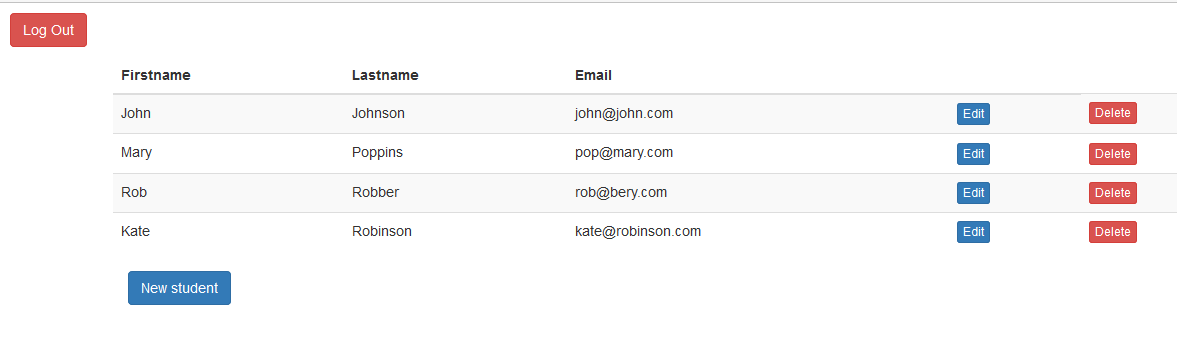 Log Out
Firstname Lastname Email
John Johnson john@john.com Edit Delete
Mary Poppins pop@mary.com Edit Delete
Rob Robber rob@bery.com Edit Delete
Kate Robinson kate@robinson.com Edit Delete
New student